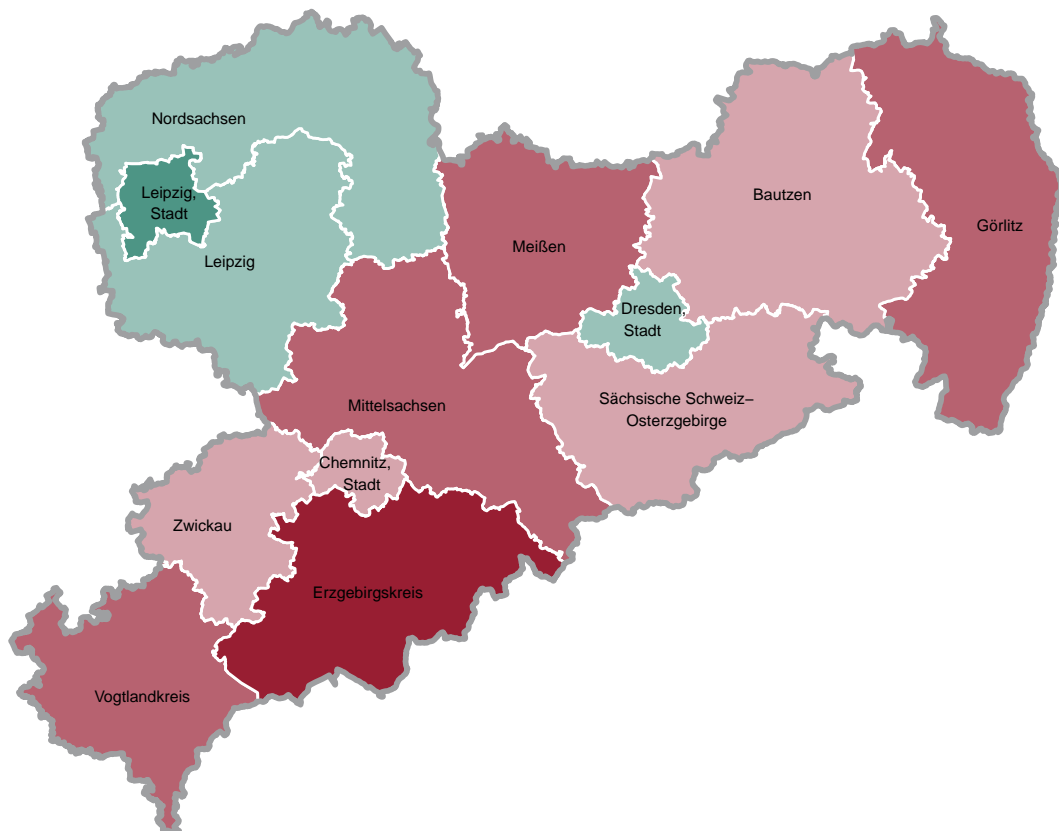 Nordsachsen
Leipzig,
Stadt
Leipzig
Meißen
Bautzen
Görlitz
Dresden,
Stadt
Sächsische Schweiz–
Osterzgebirge
Mittelsachsen
Chemnitz,
Stadt
Zwickau
Erzgebirgskreis
Vogtlandkreis